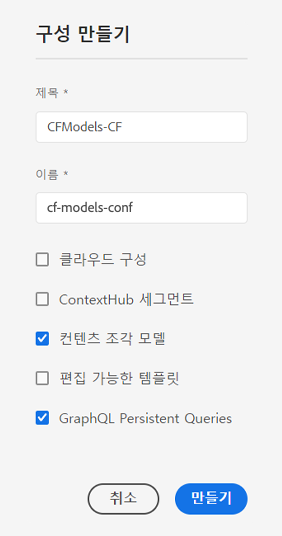 구성 만들기
제목 *
CFModels-CF
이름 *
cf-models-conf
클라우드 구성
ContextHub 세그먼트
컨텐츠 조각 모델
편집 가능한 템플릿
GraphQL Persistent Queries
취소
만들기